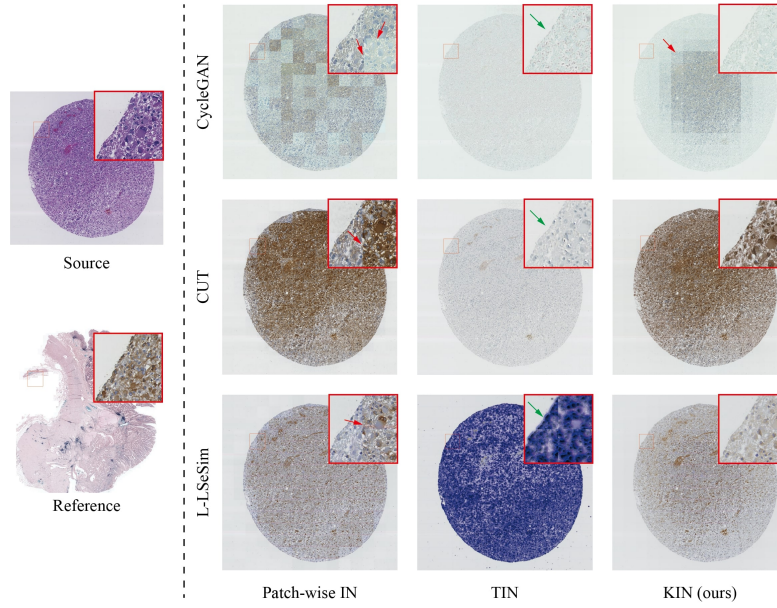 Source
Reference
CycleGAN
CUT
L-LSeSim
Patch-wise IN
TIN
KIN (ours)